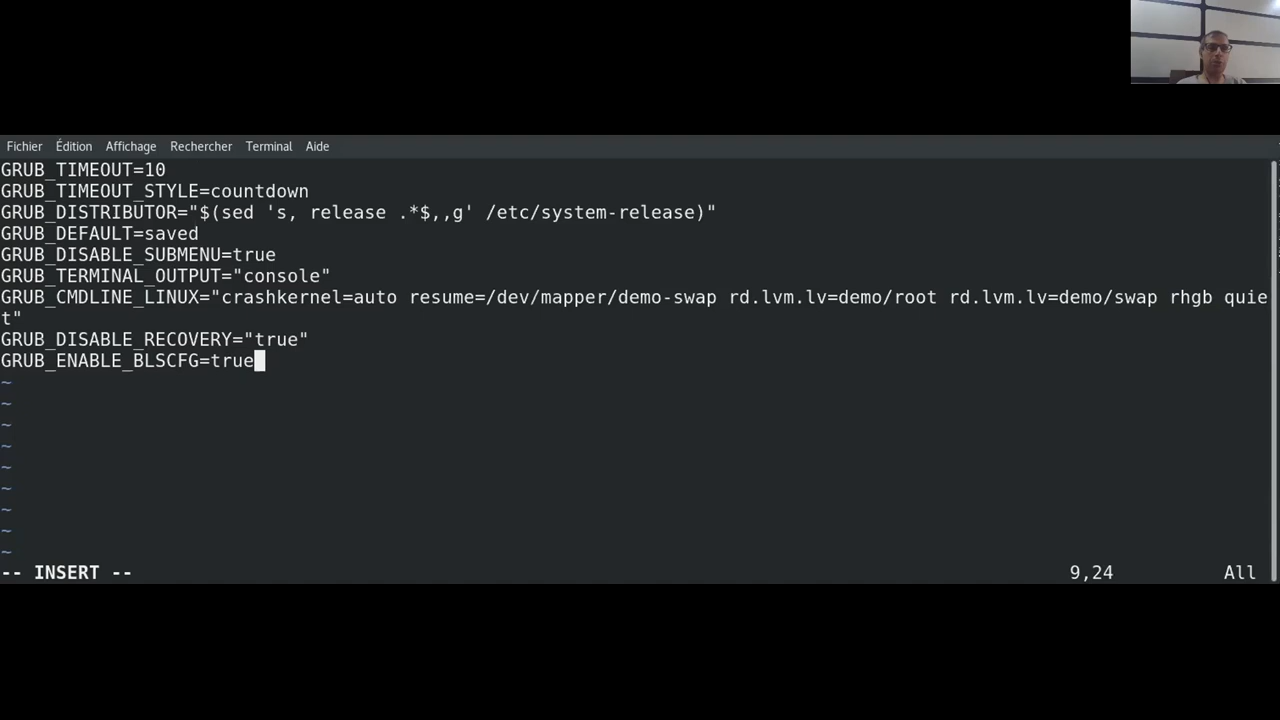 Fichier Édition Affichage Rechercher Terminal Aide
GRUB_TIMEOUT=10
GRUB_TIMEOUT_STYLE=countdown
GRUB_DISTRIBUTOR="$(sed 's, release .*$,,g' /etc/system-release)"
GRUB_DEFAULT=saved
GRUB_DISABLE_SUBMENU=true
GRUB_TERMINAL_OUTPUT="console"
GRUB_CMDLINE_LINUX="crashkernel=auto resume=/dev/mapper/demo-swap rd.lvm.lv=demo/root rd.lvm.lv=demo/swap rhgb quie
t"
GRUB_DISABLE_RECOVERY="true"
GRUB_ENABLE_BLSCFG=true
~
~
~
~
~
~
~
~
~
-- INSERT -- 9,24 All